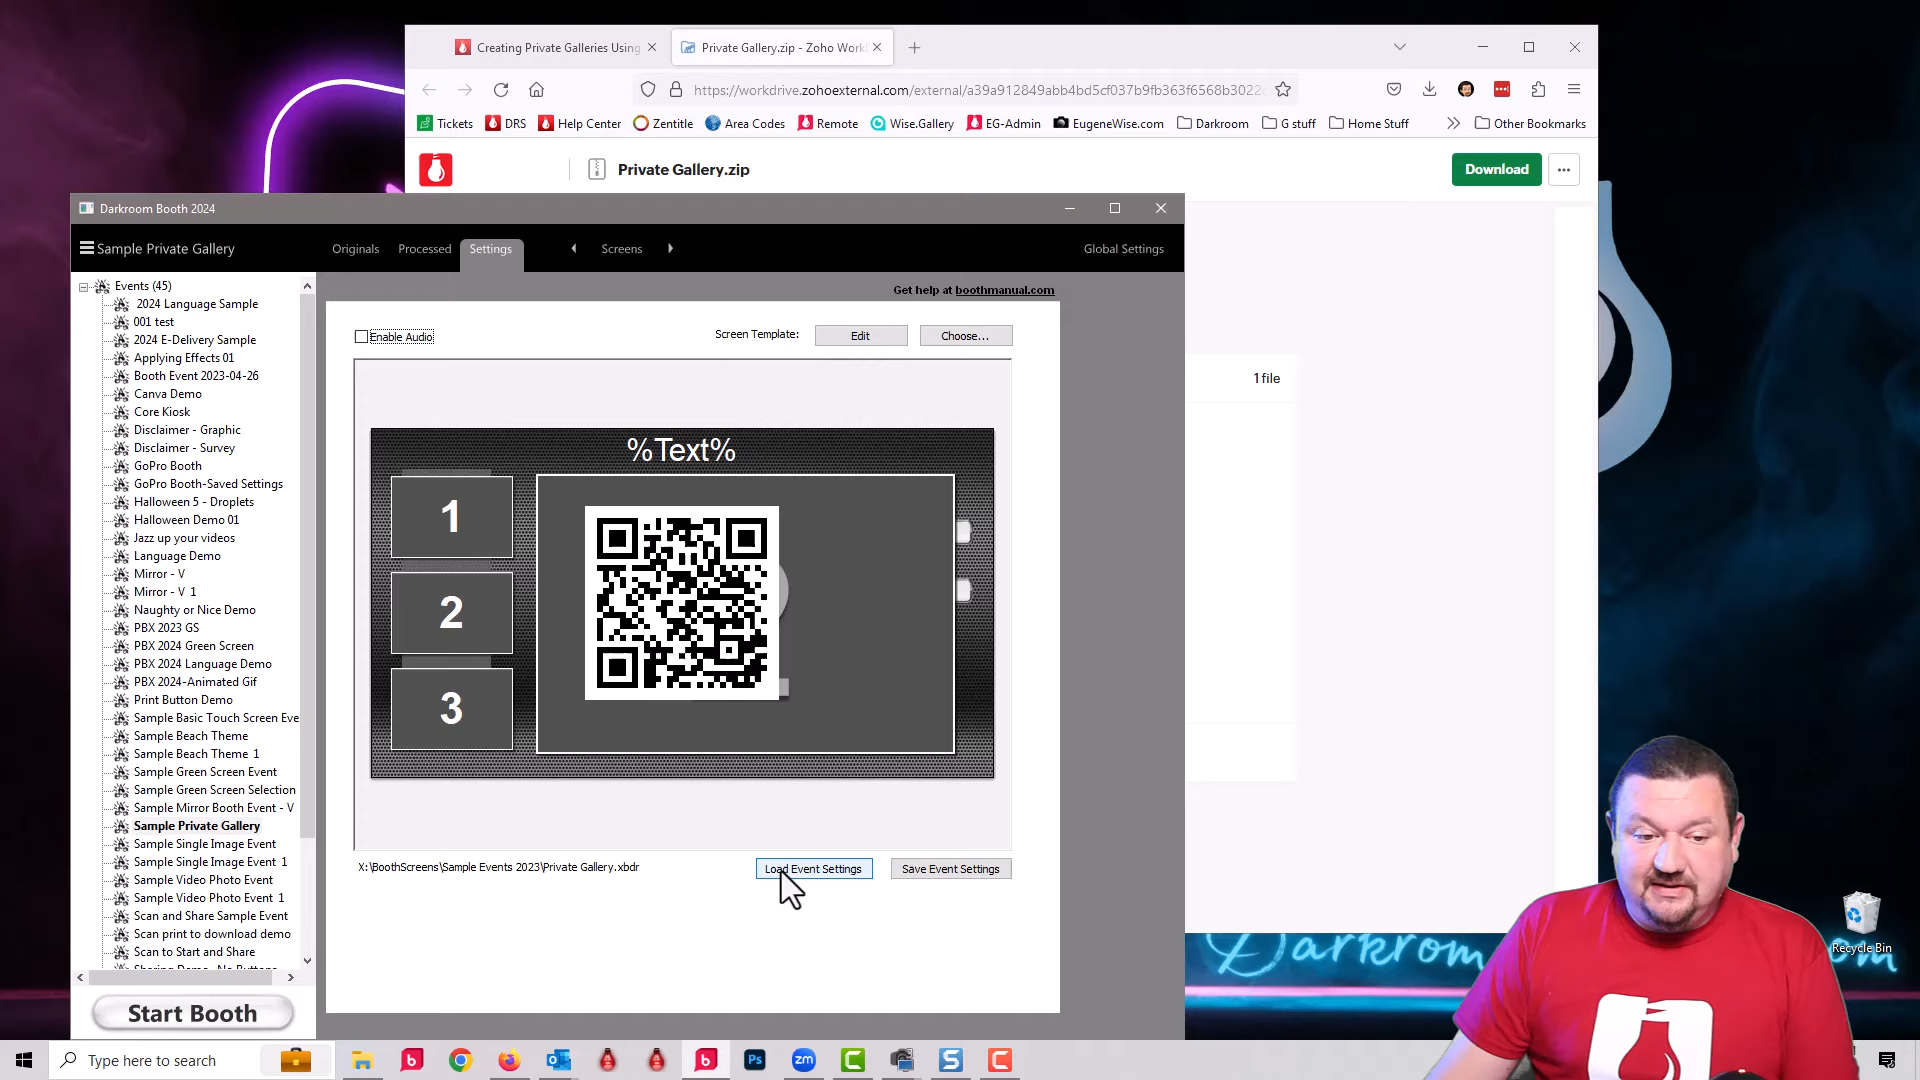 Creating Private Galleries Using
Private Gallery.zip - Zoho Work
https://workdrive.zohoexternal.com/external/a39a912849abb4bd5cf037b9fb363f6568b3022
Tickets DRS Help Center Zentitle Area Codes Remote Wise.Gallery EG-Admin EugeneWise.com Darkroom G stuff Home Stuff Other Bookmarks
Private Gallery.zip
Download
Darkroom Booth 2024
Sample Private Gallery
Originals Processed Settings Screens Global Settings
Get help at boothmanual.com
Events (45)
2024 Language Sample
001 test
2024 E-Delivery Sample
Applying Effects 01
Booth Event 2023-04-26
Canva Demo
Core Kiosk
Disclaimer - Graphic
Disclaimer - Survey
GoPro Booth
GoPro Booth-Saved Settings
Halloween 5 - Droplets
Halloween Demo 01
Jazz up your videos
Language Demo
Mirror - V
Mirror - V 1
Naughty or Nice Demo
PBX 2023 GS
PBX 2024 Green Screen
PBX 2024 Language Demo
PBX 2024-Animated Gif
Print Button Demo
Sample Basic Touch Screen Eve
Sample Beach Theme
Sample Beach Theme 1
Sample Green Screen Event
Sample Green Screen Selection
Sample Mirror Booth Event - V
Sample Private Gallery
Sample Single Image Event
Sample Single Image Event 1
Sample Video Photo Event
Sample Video Photo Event 1
Scan and Share Sample Event
Scan print to download demo
Scan to Start and Share
Start Booth
Enable Audio
Screen Template:
Edit
Choose...
%Text%
1
2
3
X:\BoothScreens\Sample Events 2023\Private Gallery.xbdr
Load Event Settings
Save Event Settings
1 file
Darkrom
om
Recycle Bin
Type here to search